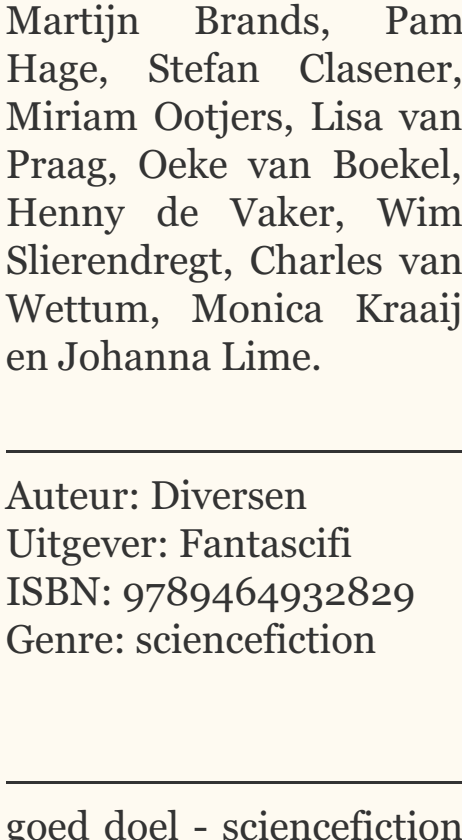 Martijn Brands, Pam
Hage, Stefan Clasener,
Miriam Ootjers, Lisa van
Praag, Oeke van Boekel,
Henny de Vaker, Wim
Slierendregt, Charles van
Wettum, Monica Kraaij
en Johanna Lime.
Auteur: Diversen
Uitgever: Fantascifi
ISBN: 9789464932829
Genre: sciencefiction
goed doel - sciencefiction